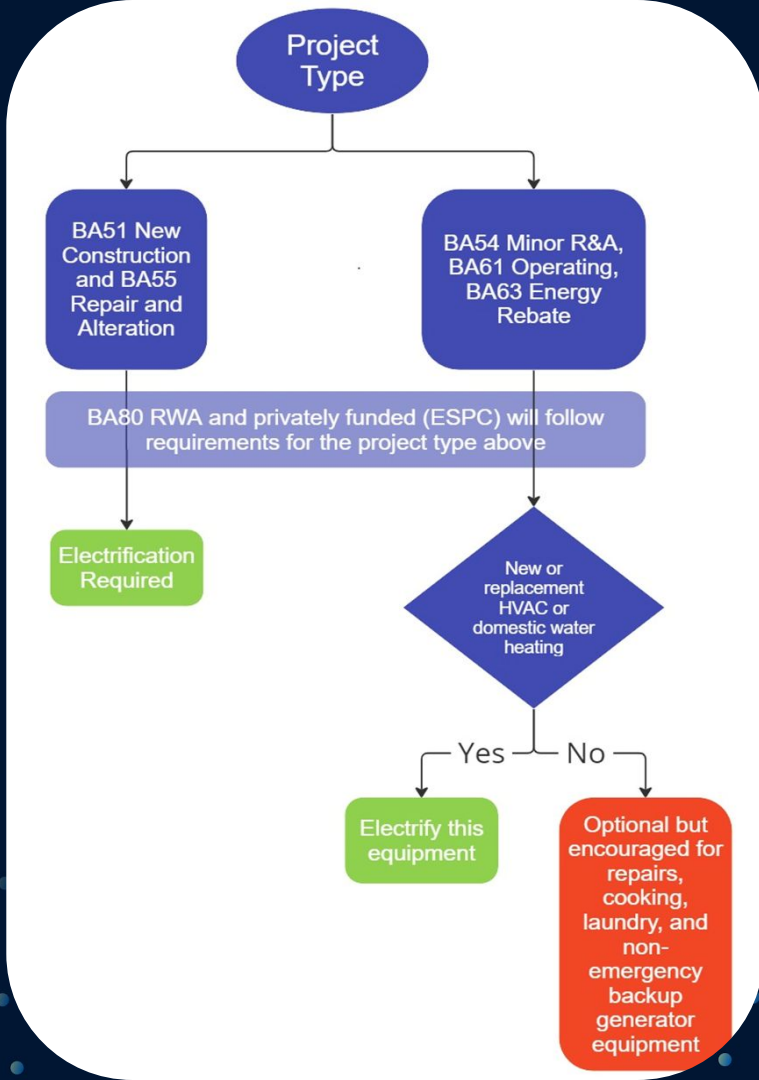 Project
Type
BA51 New
Construction
and BA55
Repair and
Alteration
BA54 Minor R&A,
BA61 Operating,
BA63 Energy
Rebate
BA80 RWA and privately funded (ESPC) will follow
requirements for the project type above
Electrification
Required
New or
replacement
HVAC or
domestic water
heating
Yes
No
Electrify this
equipment
Optional but
encouraged for
repairs,
cooking,
laundry, and
non-
emergency
backup
generator
equipment